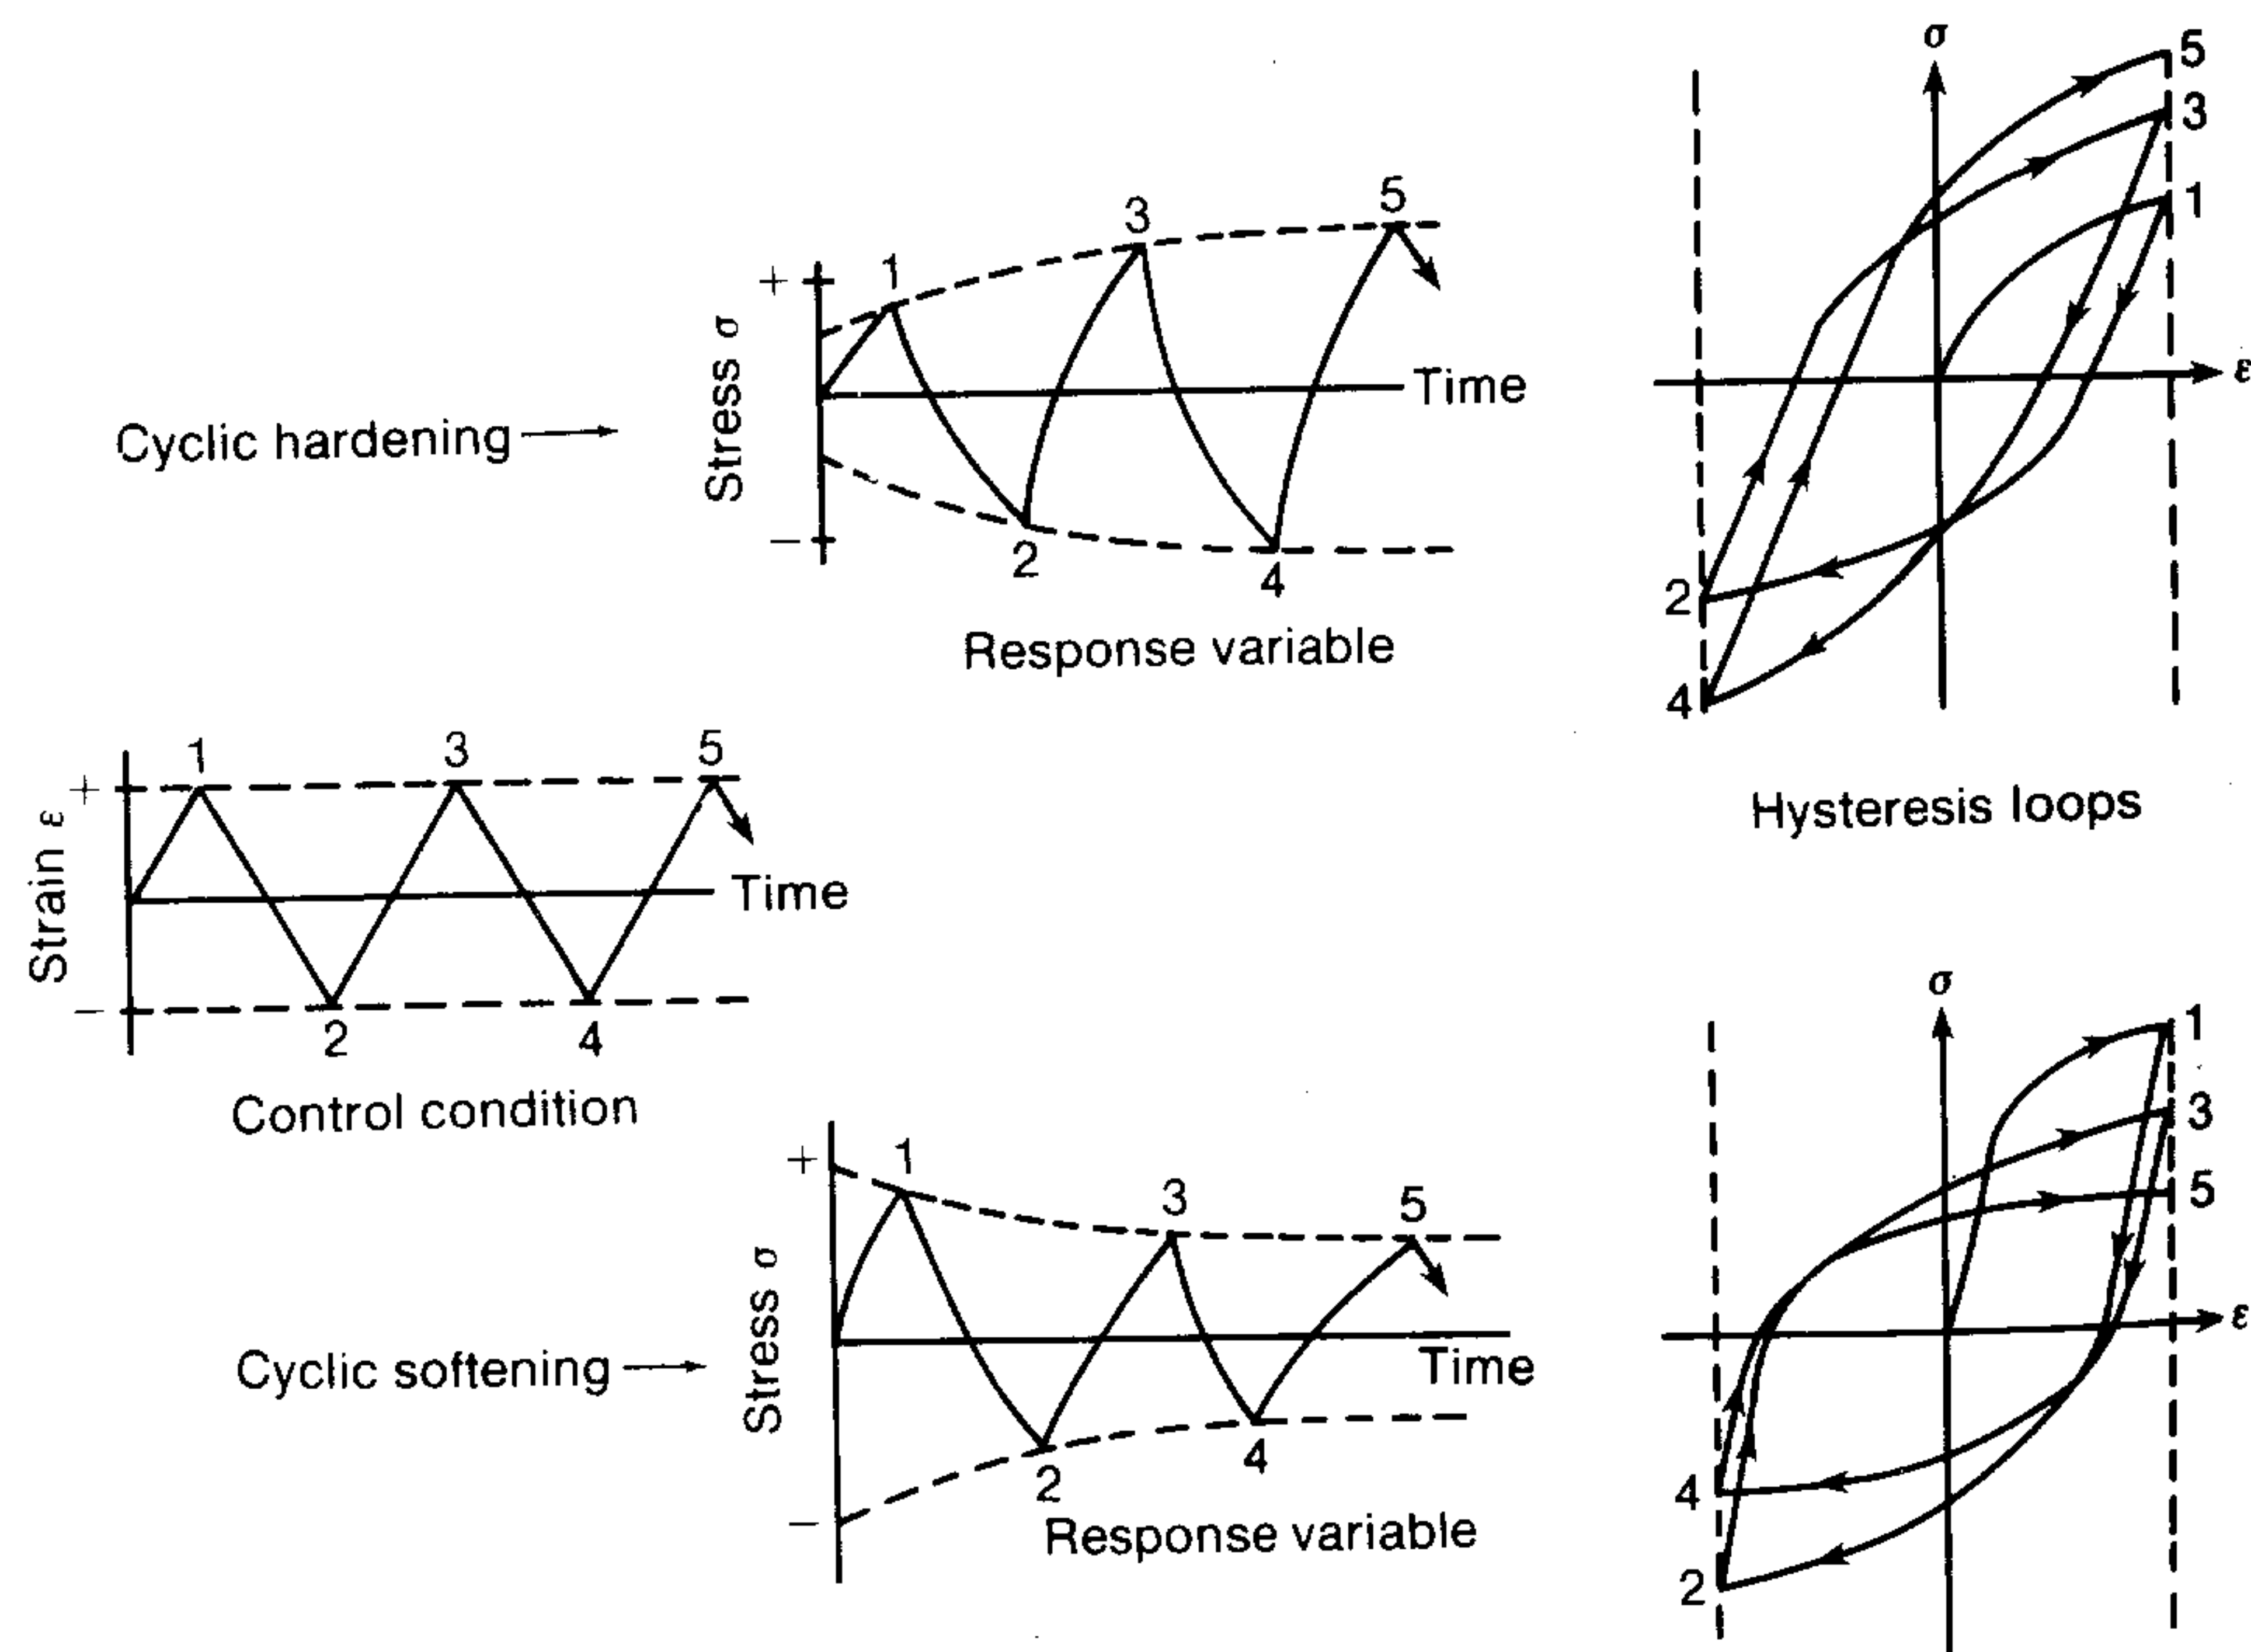 σ
5
3
1
ε
2
4
Hysteresis loops
+
−
Stress σ
1
3
5
2
4
Time
Response variable
Cyclic hardening
+
−
Strain ε
1
3
5
2
4
Time
Control condition
Cyclic softening
+
−
Stress σ
1
3
5
2
4
Time
Response variable
σ
1
3
5
ε
4
2